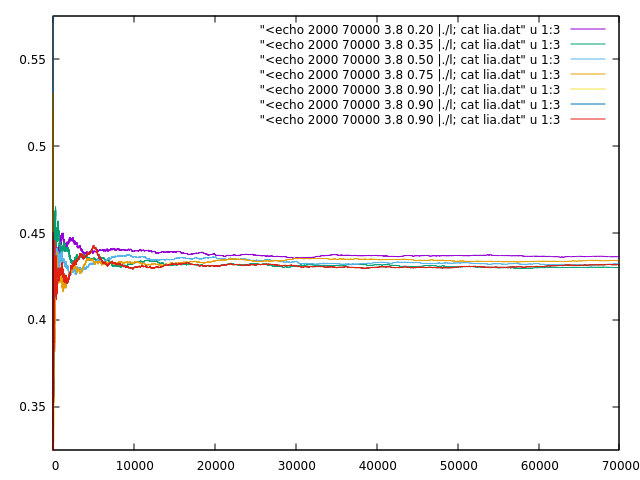 "<echo 2000 70000 3.8 0.20 |./l; cat lia.dat" u 1:3
"<echo 2000 70000 3.8 0.35 |./l; cat lia.dat" u 1:3
"<echo 2000 70000 3.8 0.50 |./l; cat lia.dat" u 1:3
"<echo 2000 70000 3.8 0.75 |./l; cat lia.dat" u 1:3
"<echo 2000 70000 3.8 0.90 |./l; cat lia.dat" u 1:3
"<echo 2000 70000 3.8 0.90 |./l; cat lia.dat" u 1:3
"<echo 2000 70000 3.8 0.90 |./l; cat lia.dat" u 1:3
0.55
0.5
0.45
0.4
0.35
0 10000 20000 30000 40000 50000 60000 70000